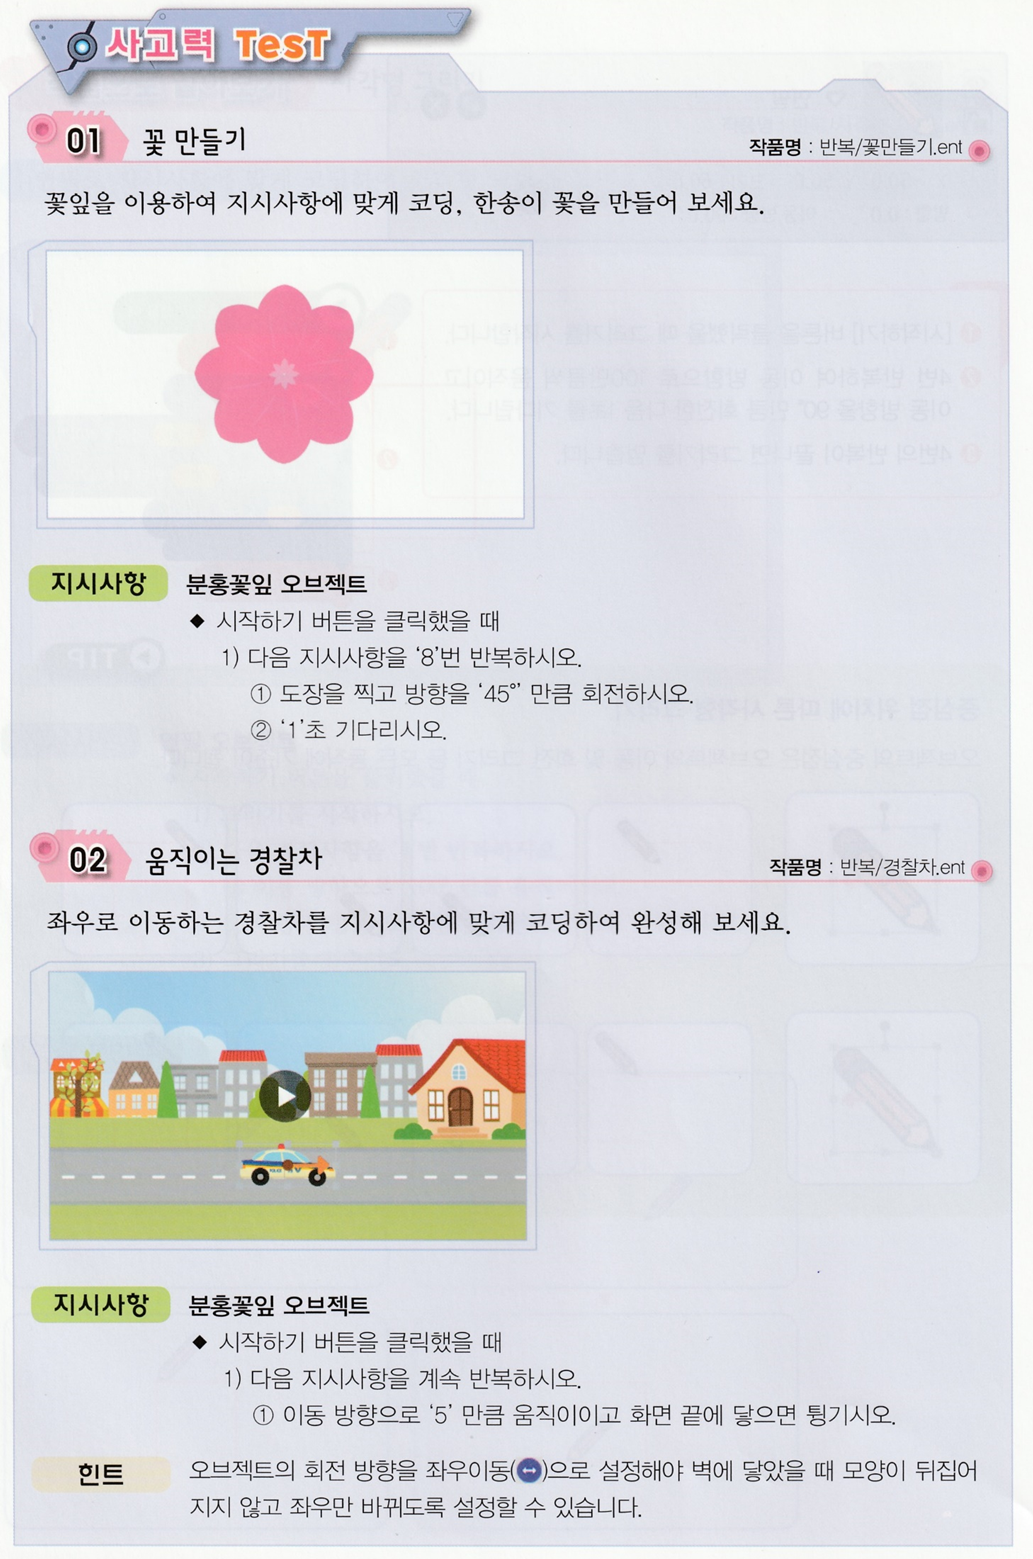 사고력 TesT
01 꽃 만들기
작품명 : 반복/꽃만들기.ent
꽃잎을 이용하여 지시사항에 맞게 코딩, 한송이 꽃을 만들어 보세요.
지시사항 분홍꽃잎 오브젝트
◆ 시작하기 버튼을 클릭했을 때
1) 다음 지시사항을 ‘8’번 반복하시오.
① 도장을 찍고 방향을 ‘45°’ 만큼 회전하시오.
② ‘1’초 기다리시오.
02 움직이는 경찰차
작품명 : 반복/경찰차.ent
좌우로 이동하는 경찰차를 지시사항에 맞게 코딩하여 완성해 보세요.
지시사항 분홍꽃잎 오브젝트
◆ 시작하기 버튼을 클릭했을 때
1) 다음 지시사항을 계속 반복하시오.
① 이동 방향으로 ‘5’ 만큼 움직이이고 화면 끝에 닿으면 튕기시오.
힌트 오브젝트의 회전 방향을 좌우이동(↔)으로 설정해야 벽에 닿았을 때 모양이 뒤집어
지지 않고 좌우만 바뀌도록 설정할 수 있습니다.